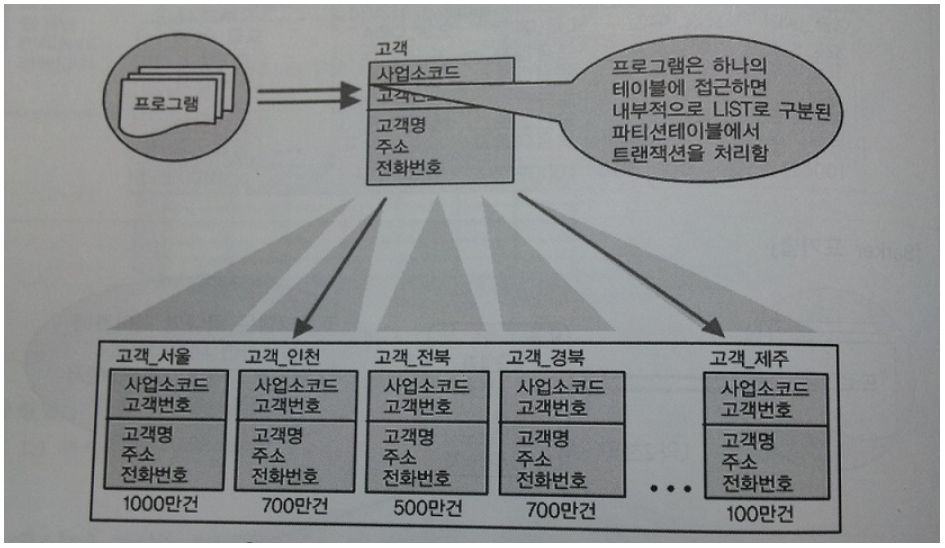 고객
사업소코드
고객번호
고객명
주소
전화번호
프로그램
프로그램은 하나의
테이블에 접근하면
내부적으로 LIST로 구분된
파티션테이블에서
트랜잭션을 처리함
고객_서울
사업소코드
고객번호
고객명
주소
전화번호
1000만건
고객_인천
사업소코드
고객번호
고객명
주소
전화번호
700만건
고객_전북
사업소코드
고객번호
고객명
주소
전화번호
500만건
고객_경북
사업소코드
고객번호
고객명
주소
전화번호
700만건
...
고객_제주
사업소코드
고객번호
고객명
주소
전화번호
100만건